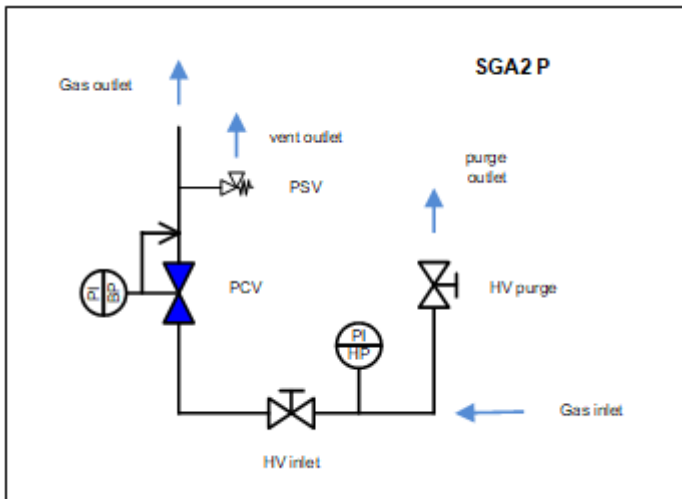 SGA2 P
Gas outlet
vent outlet
purge
outlet
PSV
PI
BP
PCV
HV purge
PI
HP
Gas inlet
HV inlet